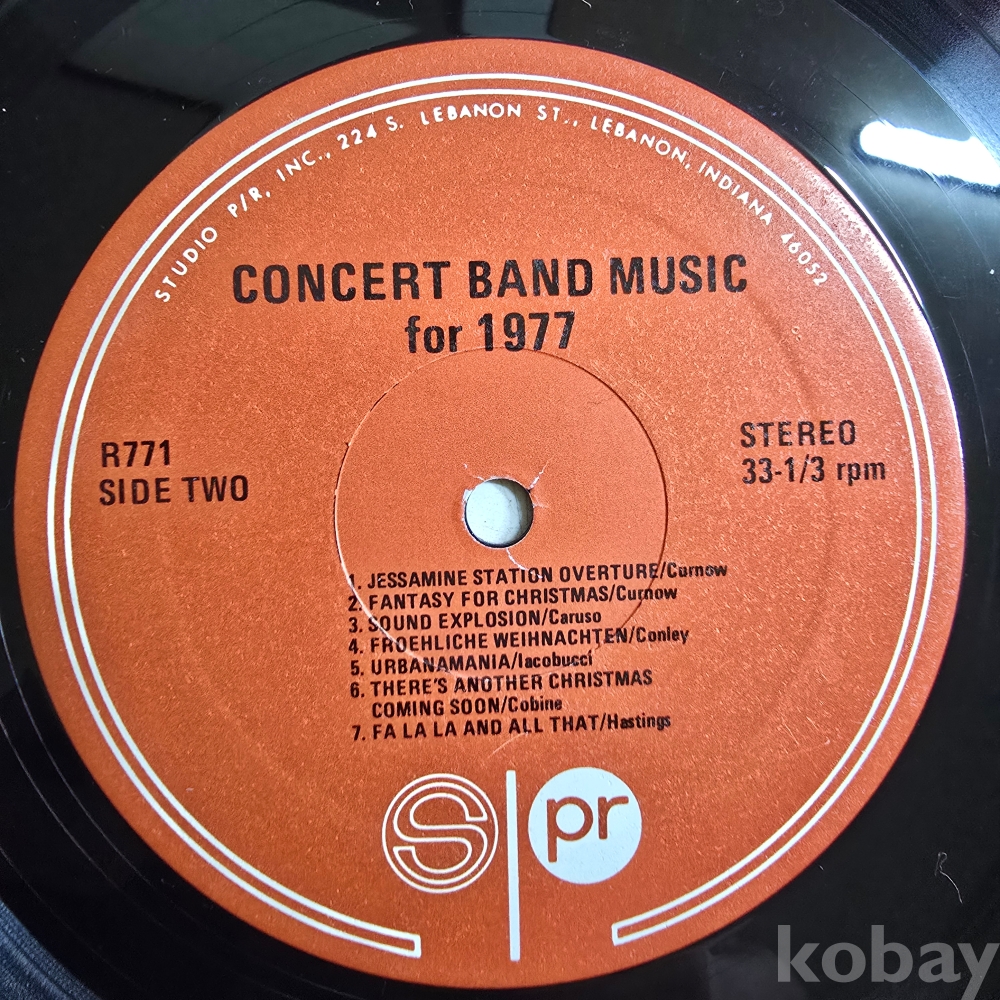 STUDIO P/R, INC., 224 S. LEBANON ST., LEBANON, INDIANA 46052
CONCERT BAND MUSIC
for 1977
R771
SIDE TWO
STEREO
33-1/3 rpm
1. JESSAMINE STATION OVERTURE/Curnow
2. FANTASY FOR CHRISTMAS/Curnow
3. SOUND EXPLOSION/Caruso
4. FROEHLICHE WEIHNACHTEN/Conley
5. URBANAMANIA/Iacobucci
6. THERE'S ANOTHER CHRISTMAS
COMING SOON/Cobine
7. FA LA LA AND ALL THAT/Hastings
S pr
kobay